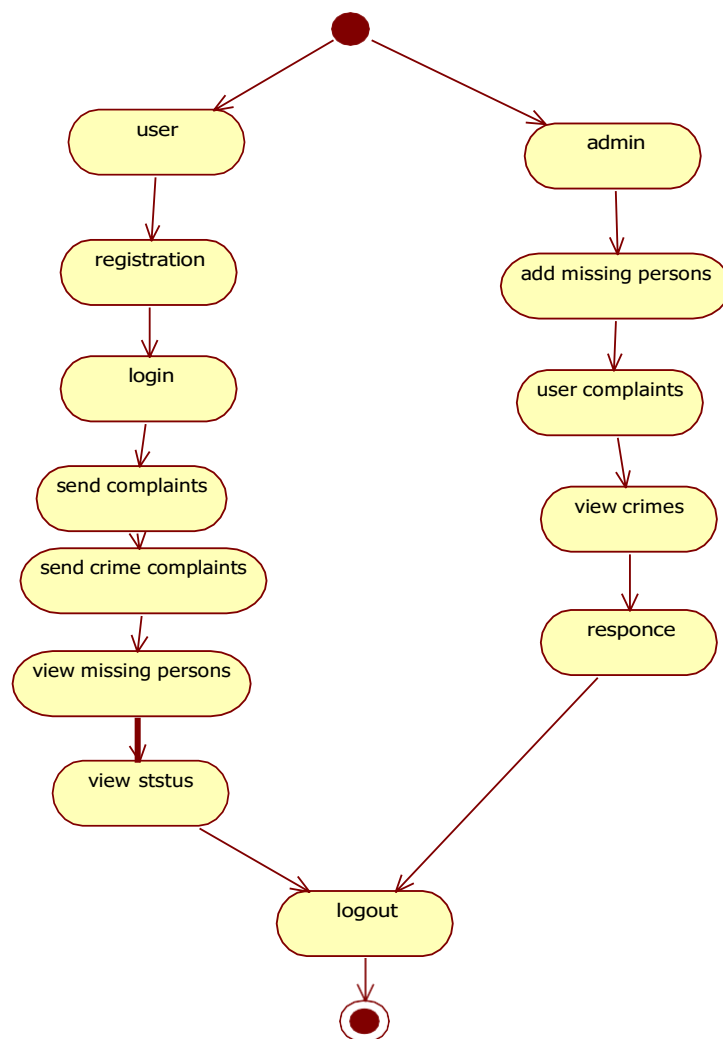 user
admin
registration
add missing persons
login
user complaints
send complaints
view crimes
send crime complaints
responce
view missing persons
view ststus
logout